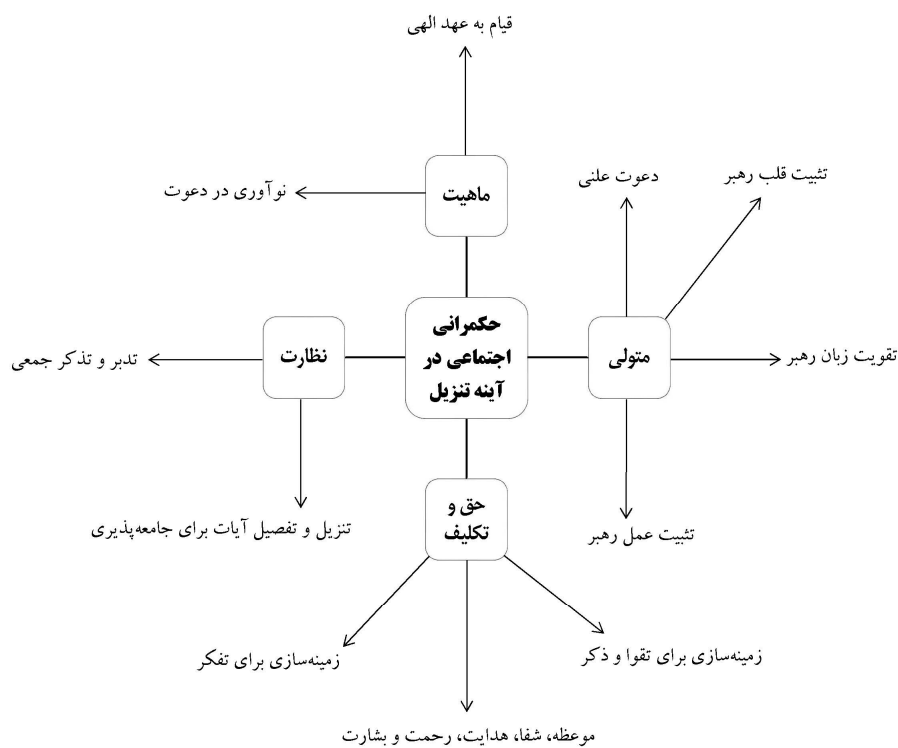 قیام به عهد الهی
ماهیت
نوآوری در دعوت
تثبیت قلب رهبر
دعوت علنی
حکمرانی
اجتماعی در
آینه تنزیل
متولی
نظارت
تقویت زبان رهبر
تدبر و تذکر جمعی
حق و
تکلیف
تثبیت عمل رهبر
تنزیل و تفصیل آیات برای جامعه‌پذیری
زمینه‌سازی برای تقوا و ذکر
زمینه‌سازی برای تفکر
موعظه، شفا، هدایت، رحمت و بشارت